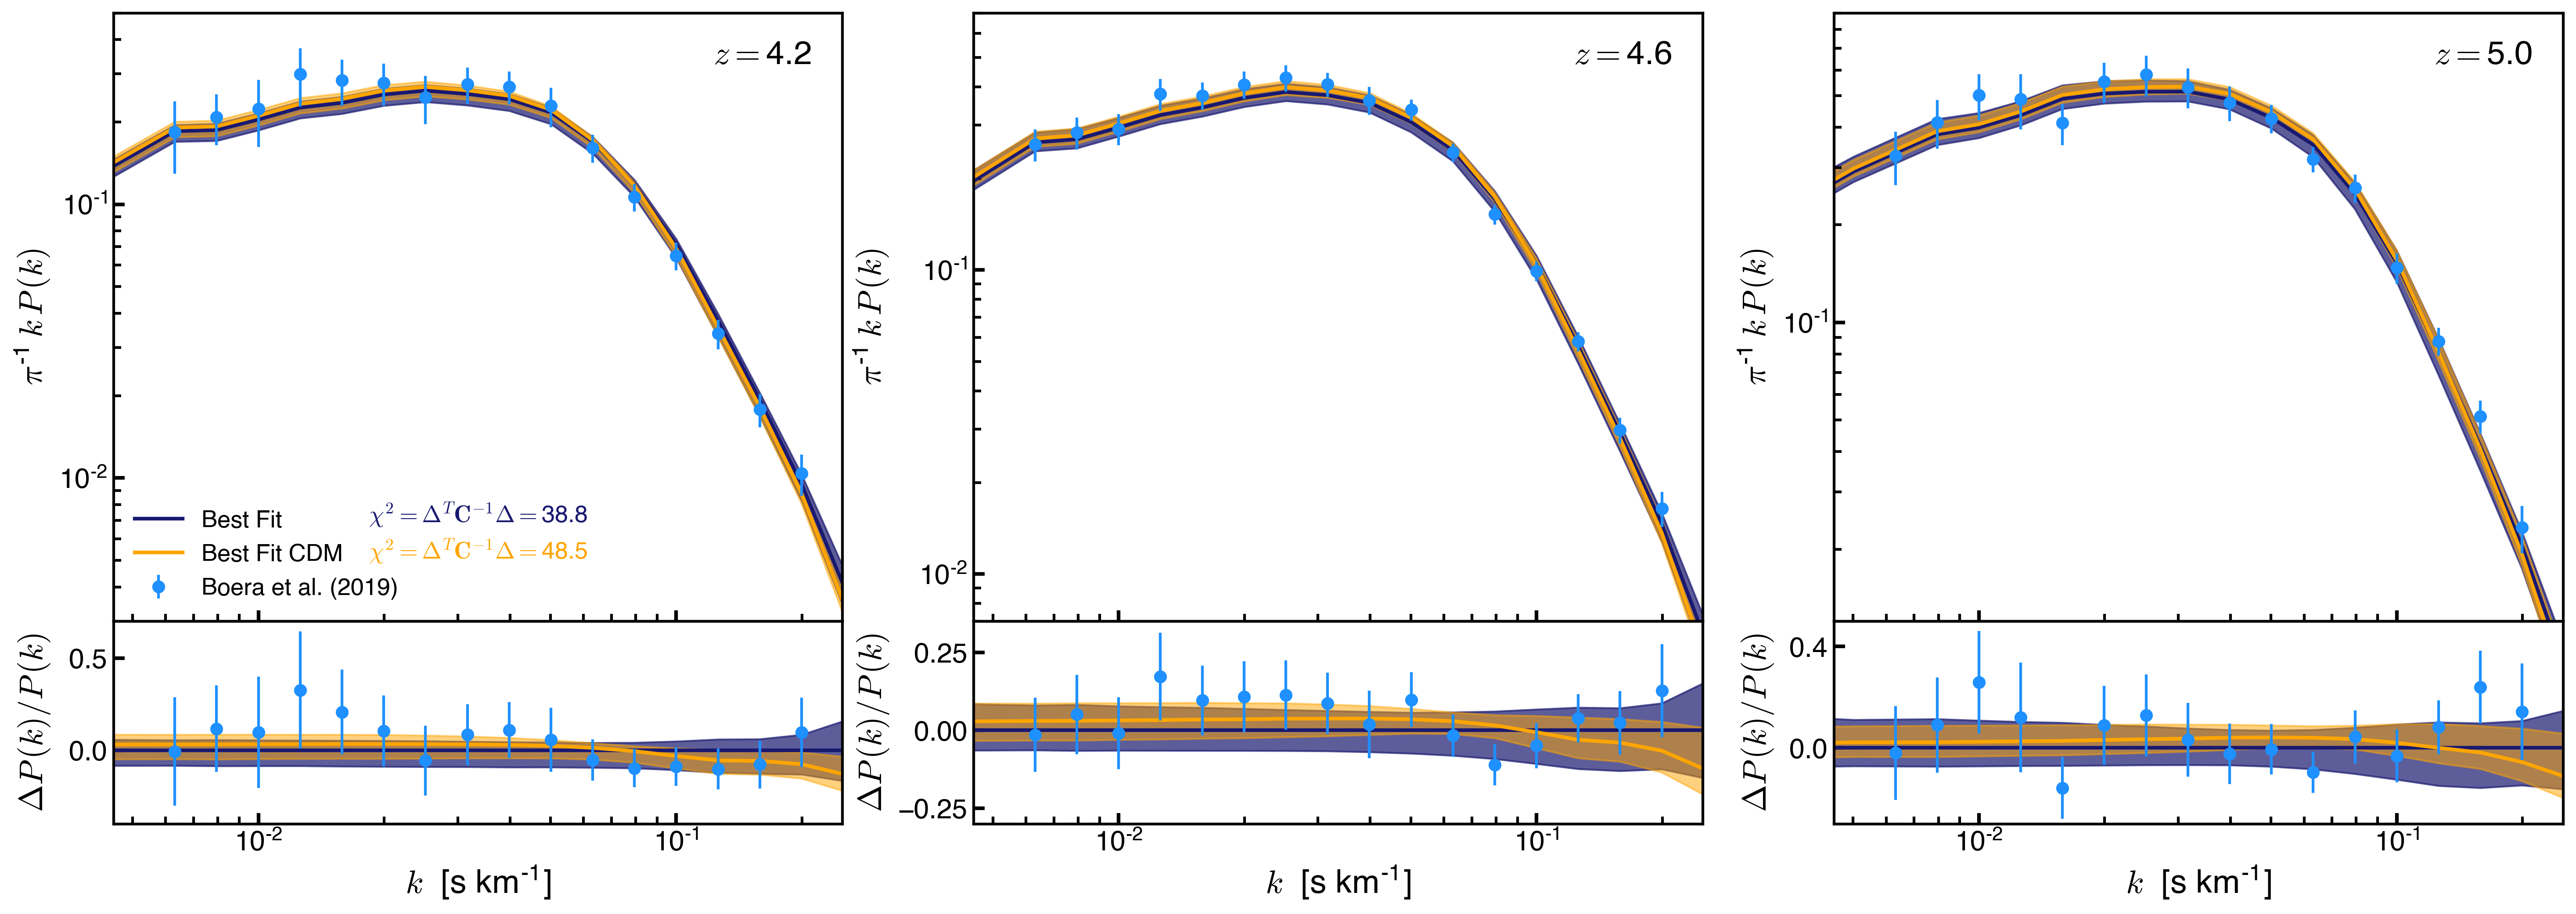 z = 4.2
π⁻¹ k P(k)
10⁻¹
10⁻²
Best Fit χ² = Δᵀ C⁻¹ Δ = 38.8
Best Fit CDM χ² = Δᵀ C⁻¹ Δ = 48.5
Boera et al. (2019)
ΔP(k)/P(k)
0.5
0.0
10⁻² 10⁻¹
k [s km⁻¹]
z = 4.6
π⁻¹ k P(k)
10⁻¹
10⁻²
ΔP(k)/P(k)
0.25
0.00
−0.25
10⁻² 10⁻¹
k [s km⁻¹]
z = 5.0
π⁻¹ k P(k)
10⁻¹
ΔP(k)/P(k)
0.4
0.0
10⁻² 10⁻¹
k [s km⁻¹]